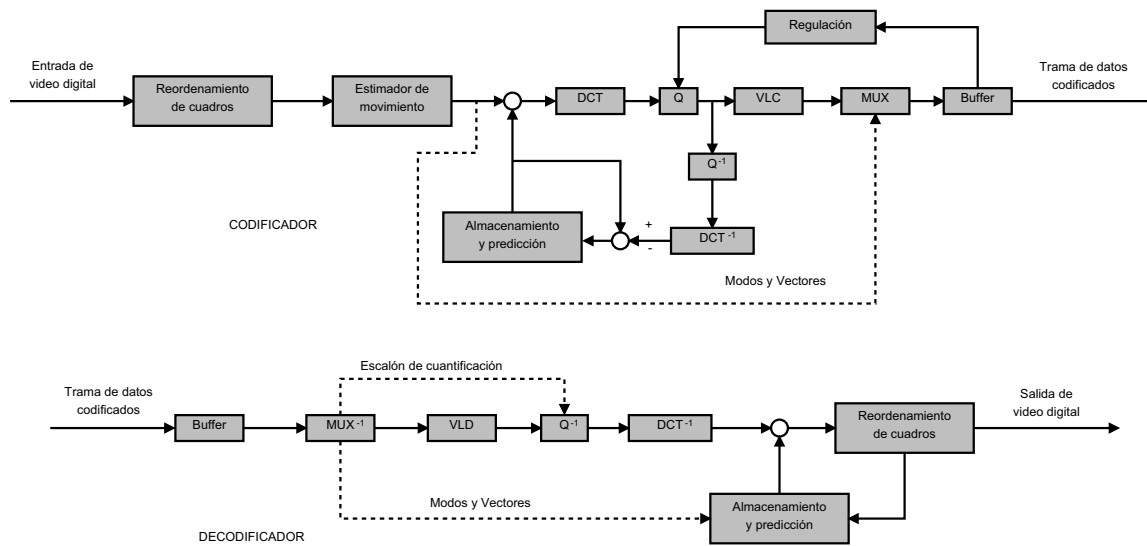 Regulación
Entrada de
video digital
Trama de datos
codificados
Reordenamiento
de cuadros
Estimador de
movimiento
DCT
Q
VLC
MUX
Buffer
Q-1
Almacenamiento
y predicción
+
-
DCT-1
CODIFICADOR
Modos y Vectores
Escalón de cuantificación
Trama de datos
codificados
Salida de
video digital
Buffer
MUX-1
VLD
Q-1
DCT-1
Reordenamiento
de cuadros
Modos y Vectores
Almacenamiento
y predicción
DECODIFICADOR